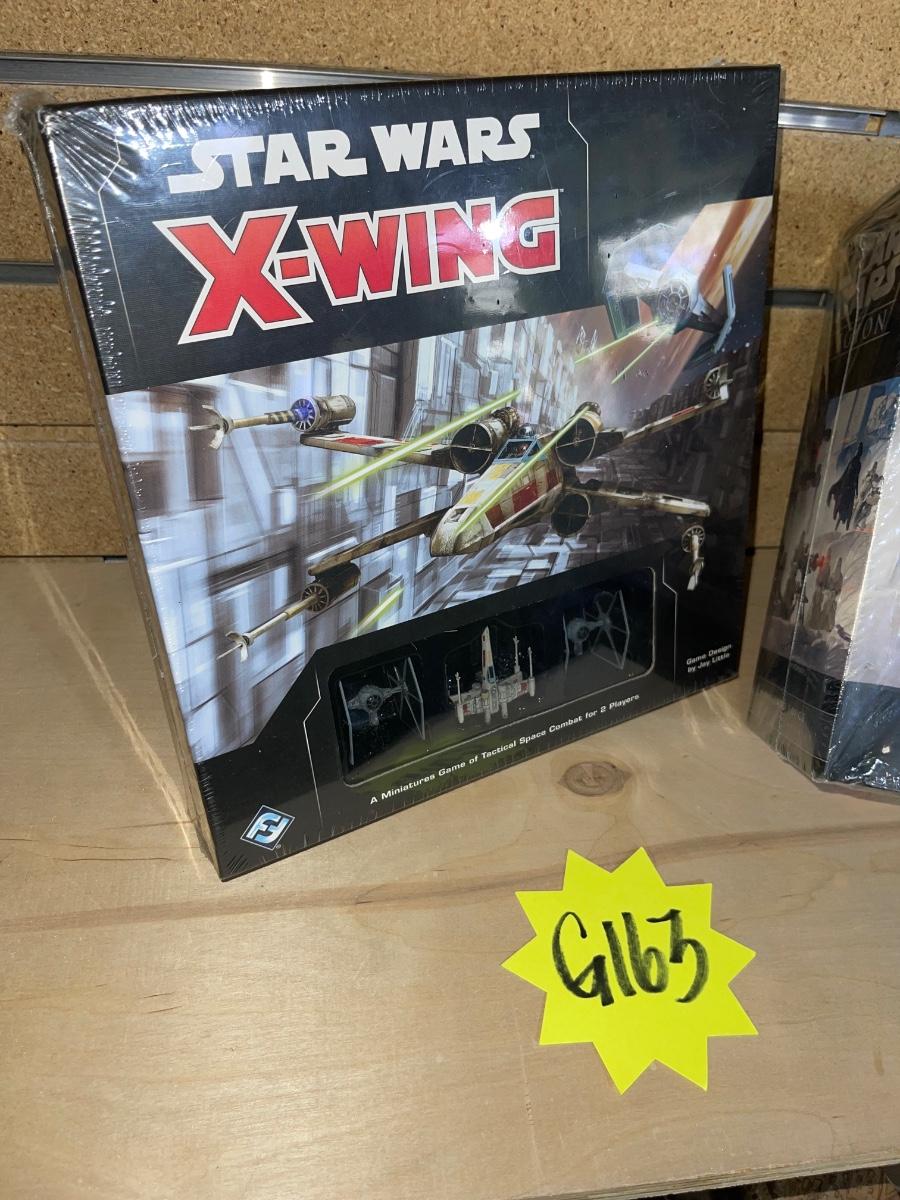 STAR WARS
X-WING
Game Design
by Jay Little
A Miniatures Game of Tactical Space Combat for 2 Players
G163